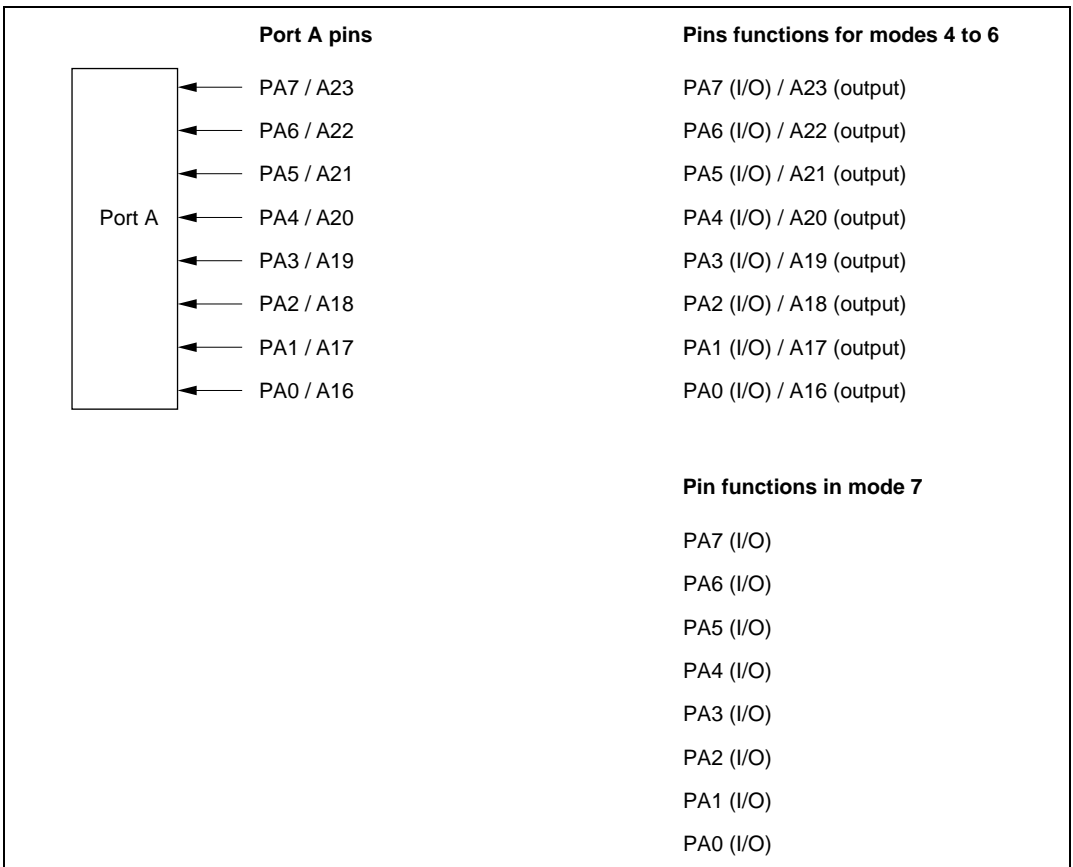 Port A pins
Pins functions for modes 4 to 6
PA7 / A23
PA7 (I/O) / A23 (output)
PA6 / A22
PA6 (I/O) / A22 (output)
PA5 / A21
PA5 (I/O) / A21 (output)
Port A
PA4 / A20
PA4 (I/O) / A20 (output)
PA3 / A19
PA3 (I/O) / A19 (output)
PA2 / A18
PA2 (I/O) / A18 (output)
PA1 / A17
PA1 (I/O) / A17 (output)
PA0 / A16
PA0 (I/O) / A16 (output)
Pin functions in mode 7
PA7 (I/O)
PA6 (I/O)
PA5 (I/O)
PA4 (I/O)
PA3 (I/O)
PA2 (I/O)
PA1 (I/O)
PA0 (I/O)